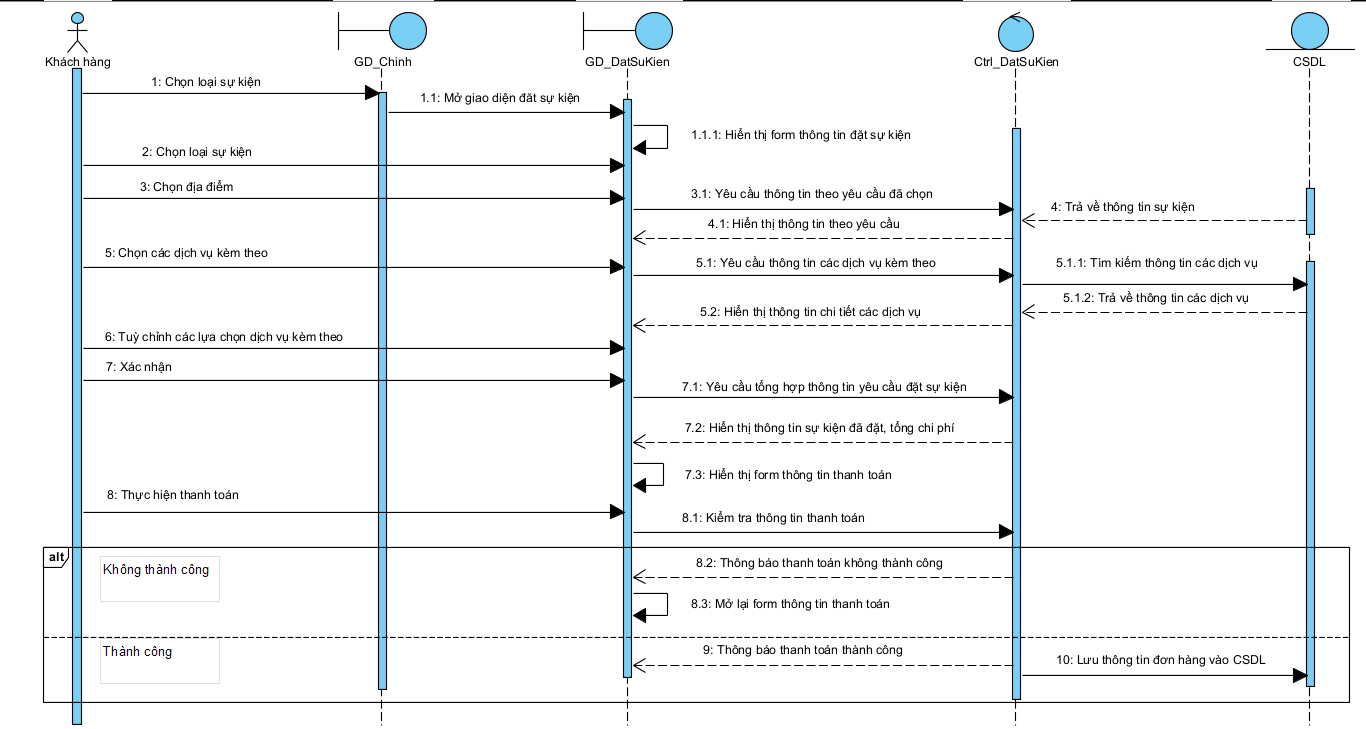 Khách hàng
GD_Chinh
GD_DatSuKien
Ctrl_DatSuKien
CSDL
1: Chọn loại sự kiện
1.1: Mở giao diện đăt sự kiện
1.1.1: Hiển thị form thông tin đặt sự kiện
2: Chọn loại sự kiện
3: Chọn địa điểm
3.1: Yêu cầu thông tin theo yêu cầu đã chọn
4: Trả về thông tin sự kiện
4.1: Hiển thị thông tin theo yêu cầu
5: Chọn các dịch vụ kèm theo
5.1: Yêu cầu thông tin các dịch vụ kèm theo
5.1.1: Tìm kiếm thông tin các dịch vụ
5.1.2: Trả về thông tin các dịch vụ
5.2: Hiển thị thông tin chi tiết các dịch vụ
6: Tuỳ chỉnh các lựa chọn dịch vụ kèm theo
7: Xác nhận
7.1: Yêu cầu tổng hợp thông tin yêu cầu đặt sự kiện
7.2: Hiển thị thông tin sự kiện đã đặt, tổng chi phí
7.3: Hiển thị form thông tin thanh toán
8: Thực hiện thanh toán
8.1: Kiểm tra thông tin thanh toán
alt
Không thành công
8.2: Thông báo thanh toán không thành công
8.3: Mở lại form thông tin thanh toán
Thành công
9: Thông báo thanh toán thành công
10: Lưu thông tin đơn hàng vào CSDL